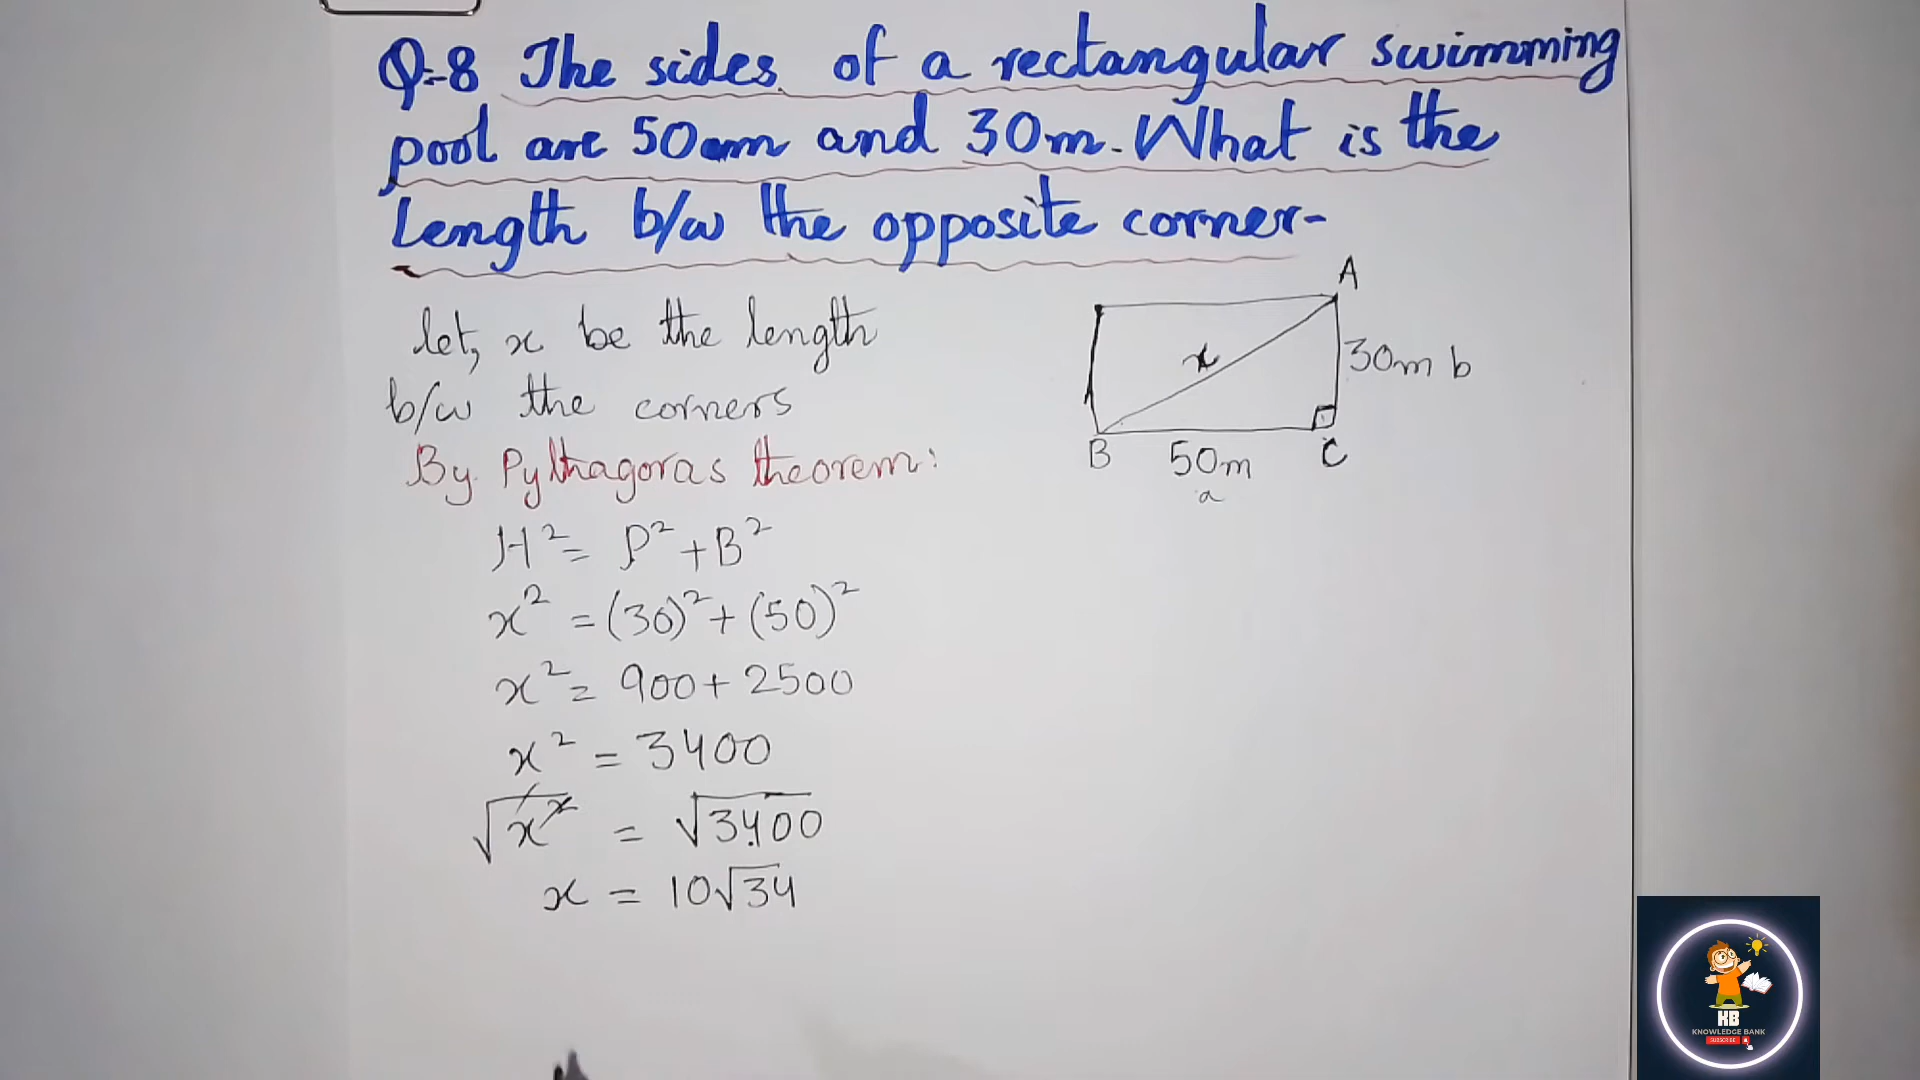 Q-8 The sides of a rectangular swimming
pool are 50m and 30m. What is the
length b/w the opposite corner-
let, x be the length
b/w the corners
By Pythagoras theorem:
H² = P² + B²
x² = (30)² + (50)²
x² = 900 + 2500
x² = 3400
√x² = √3400
x = 10√34
A
x
30m b
B
50m
C
a
KB
KNOWLEDGE BANK
SUBSCRIBE